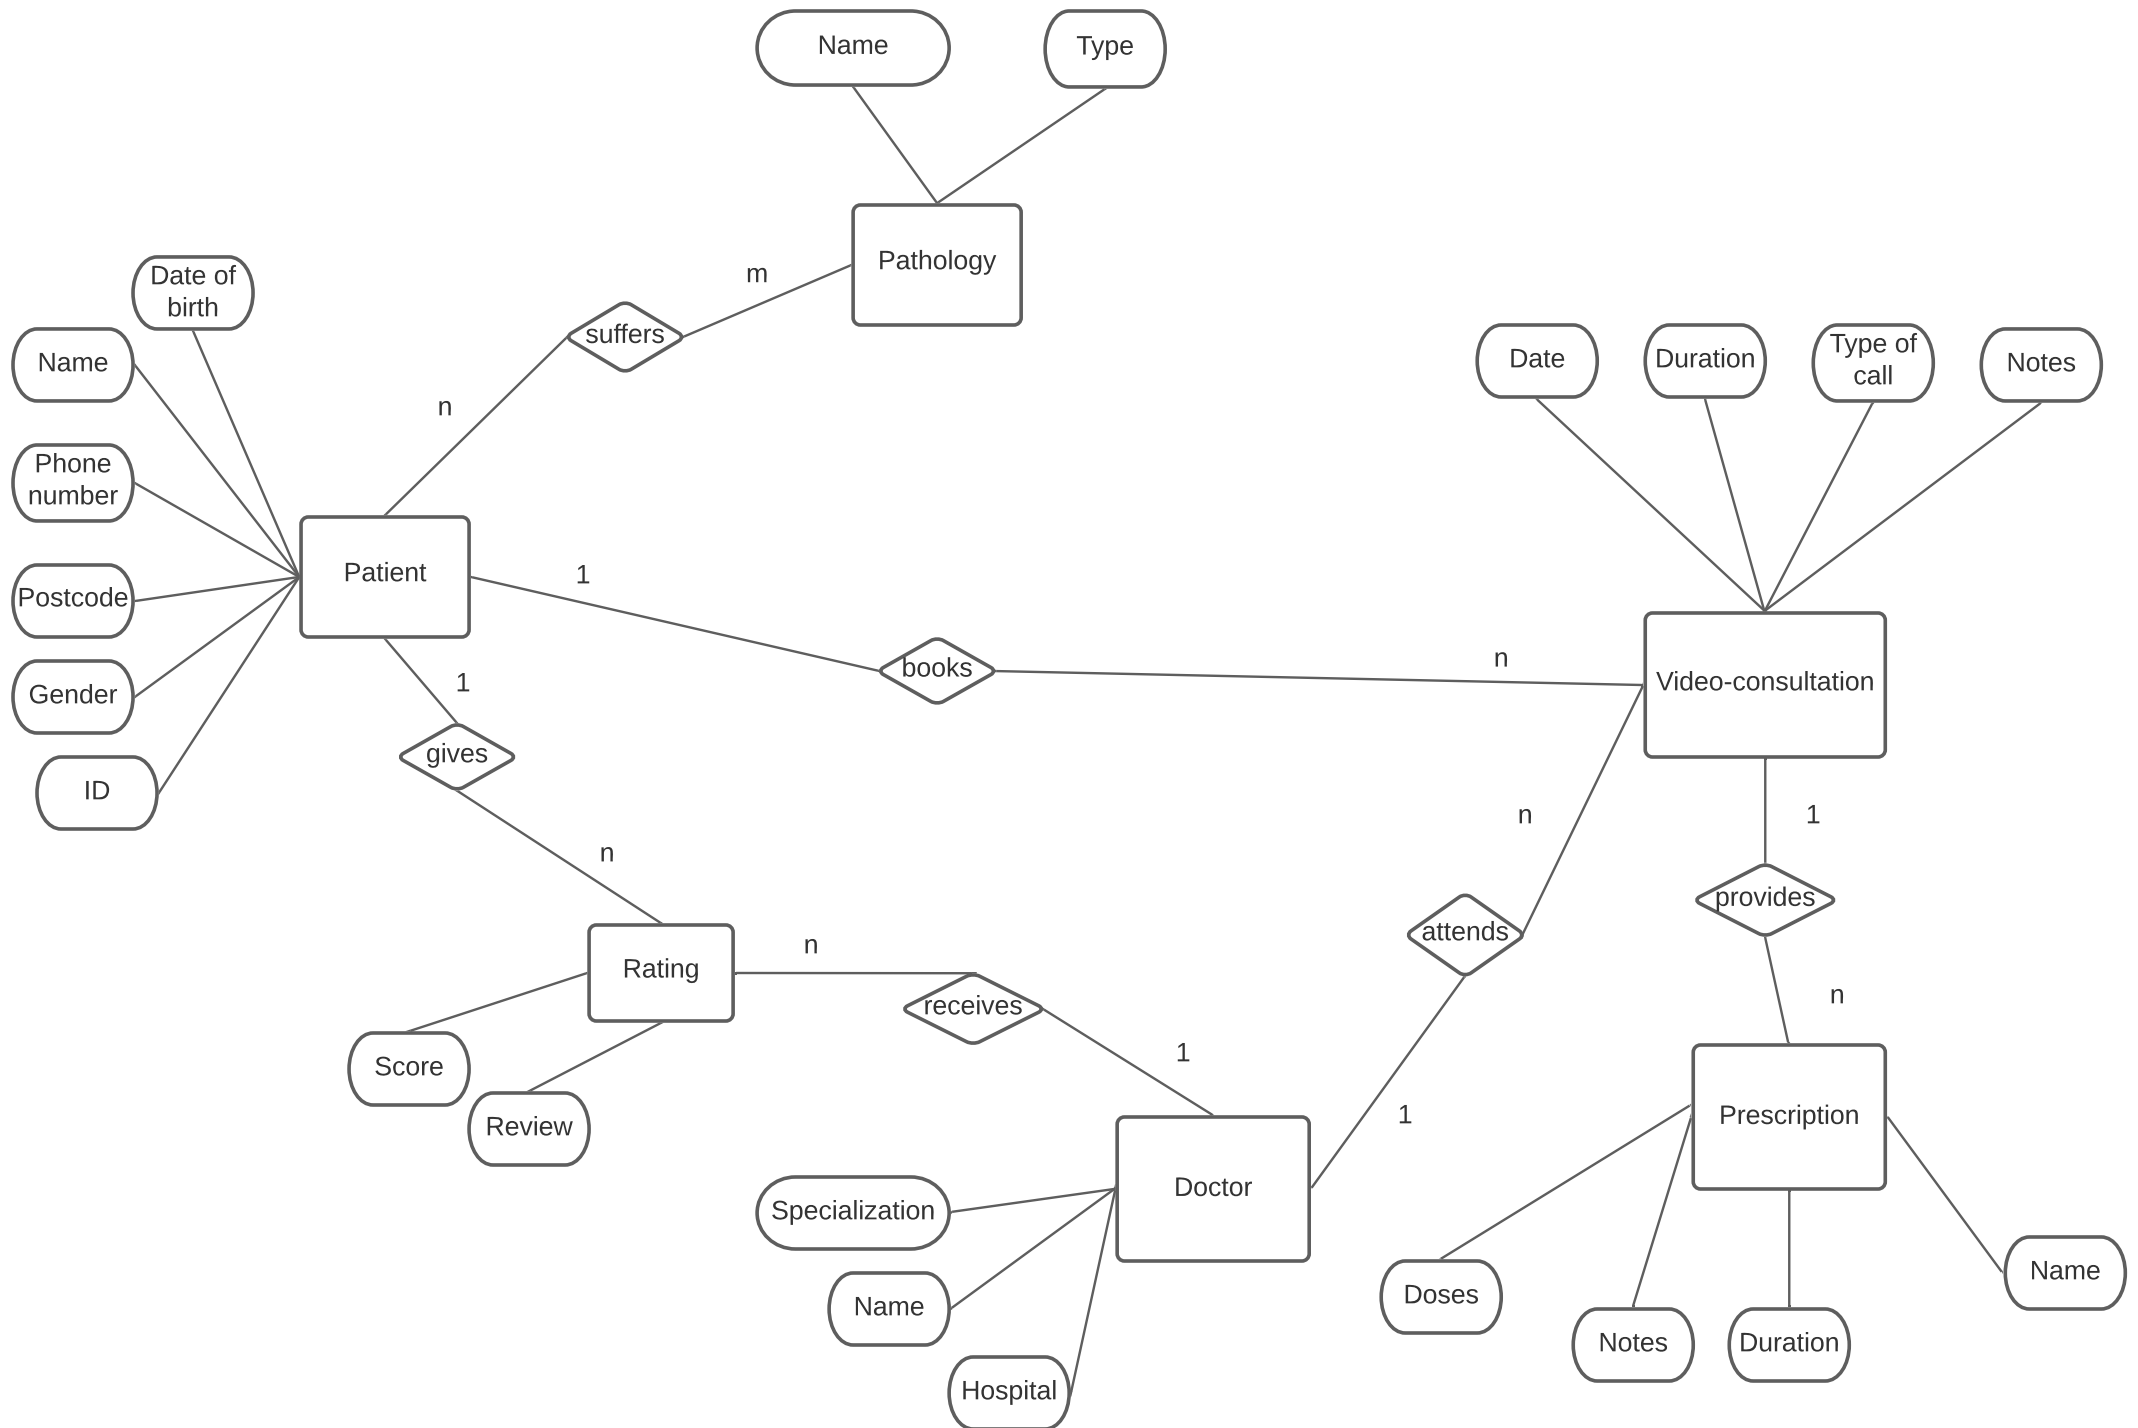 Name
Type
Pathology
Date of
birth
m
suffers
Name
Date
Duration
Type of
call
Notes
n
Phone
number
Patient
1
Postcode
books
n
Video-consultation
Gender
1
gives
ID
n
1
n
provides
attends
n
Rating
receives
n
1
Score
Review
1
Prescription
Doctor
Specialization
Name
Doses
Name
Notes
Duration
Hospital